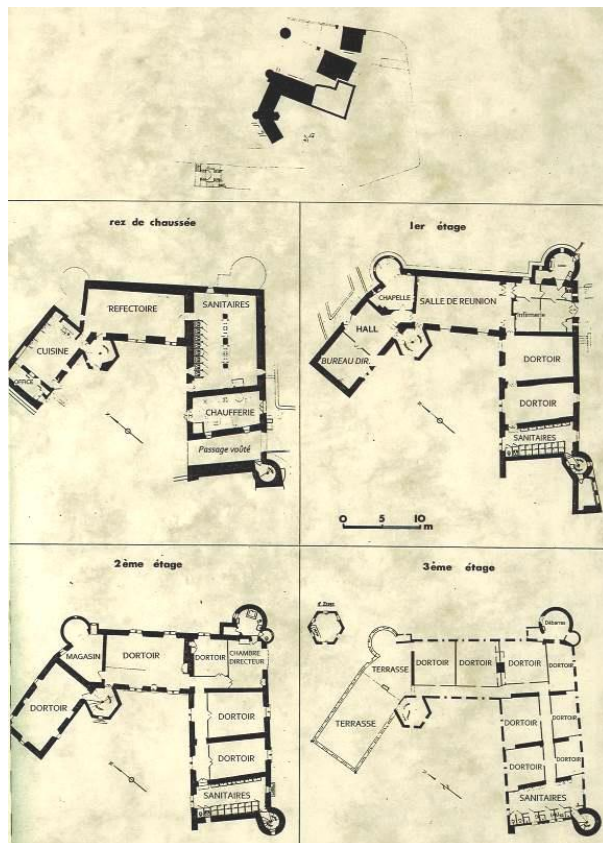 rez de chaussée
REFECTOIRE
SANITAIRES
CUISINE
OFFICE
CHAUFFERIE
Passage voûté
1er étage
CHAPELLE
SALLE DE REUNION
Infirmerie
HALL
BUREAU DIR.
DORTOIR
DORTOIR
SANITAIRES
0 5 10
m
2ème étage
MAGASIN
DORTOIR
DORTOIR
CHAMBRE
DIRECTEUR
DORTOIR
DORTOIR
DORTOIR
SANITAIRES
3ème étage
Débarras
TERRASSE
DORTOIR
DORTOIR
DORTOIR
DORTOIR
TERRASSE
DORTOIR
DORTOIR
DORTOIR
DORTOIR
SANITAIRES